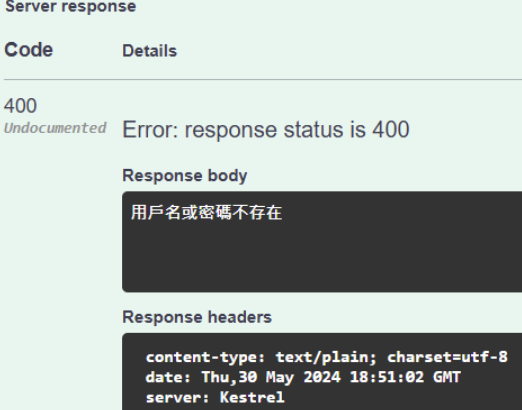 Server response
Code Details
400
Undocumented
Error: response status is 400
Response body
用戶名或密碼不存在
Response headers
content-type: text/plain; charset=utf-8
date: Thu,30 May 2024 18:51:02 GMT
server: Kestrel